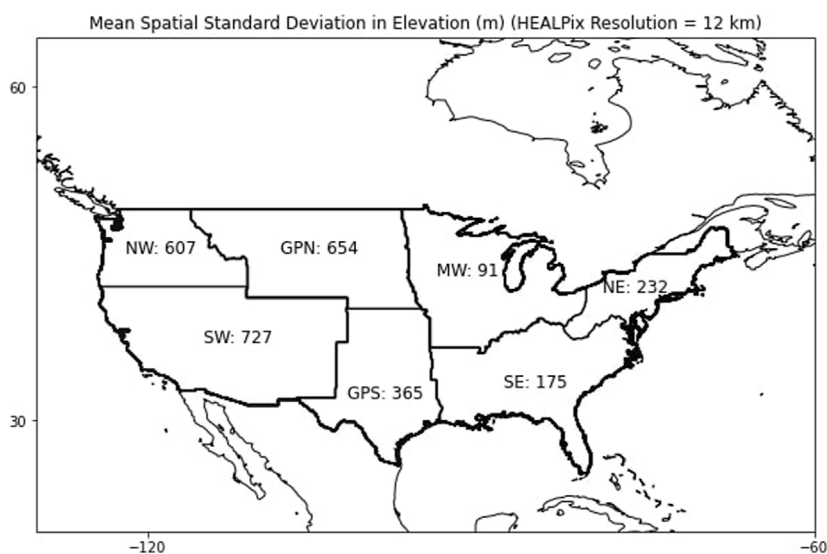 Mean Spatial Standard Deviation in Elevation (m) (HEALPix Resolution = 12 km)
60
NW: 607
GPN: 654
MW: 91
NE: 232
SW: 727
GPS: 365
SE: 175
30
−120
−60